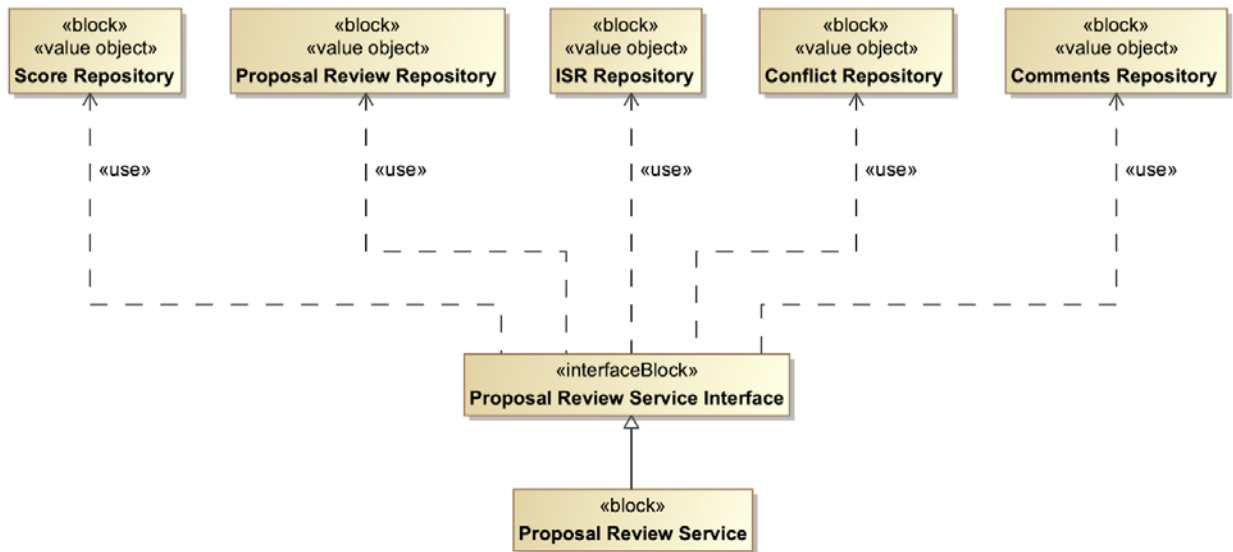 «block»
«value object»
Score Repository
«block»
«value object»
Proposal Review Repository
«block»
«value object»
ISR Repository
«block»
«value object»
Conflict Repository
«block»
«value object»
Comments Repository
«use»
«use»
«use»
«use»
«use»
«interfaceBlock»
Proposal Review Service Interface
«block»
Proposal Review Service